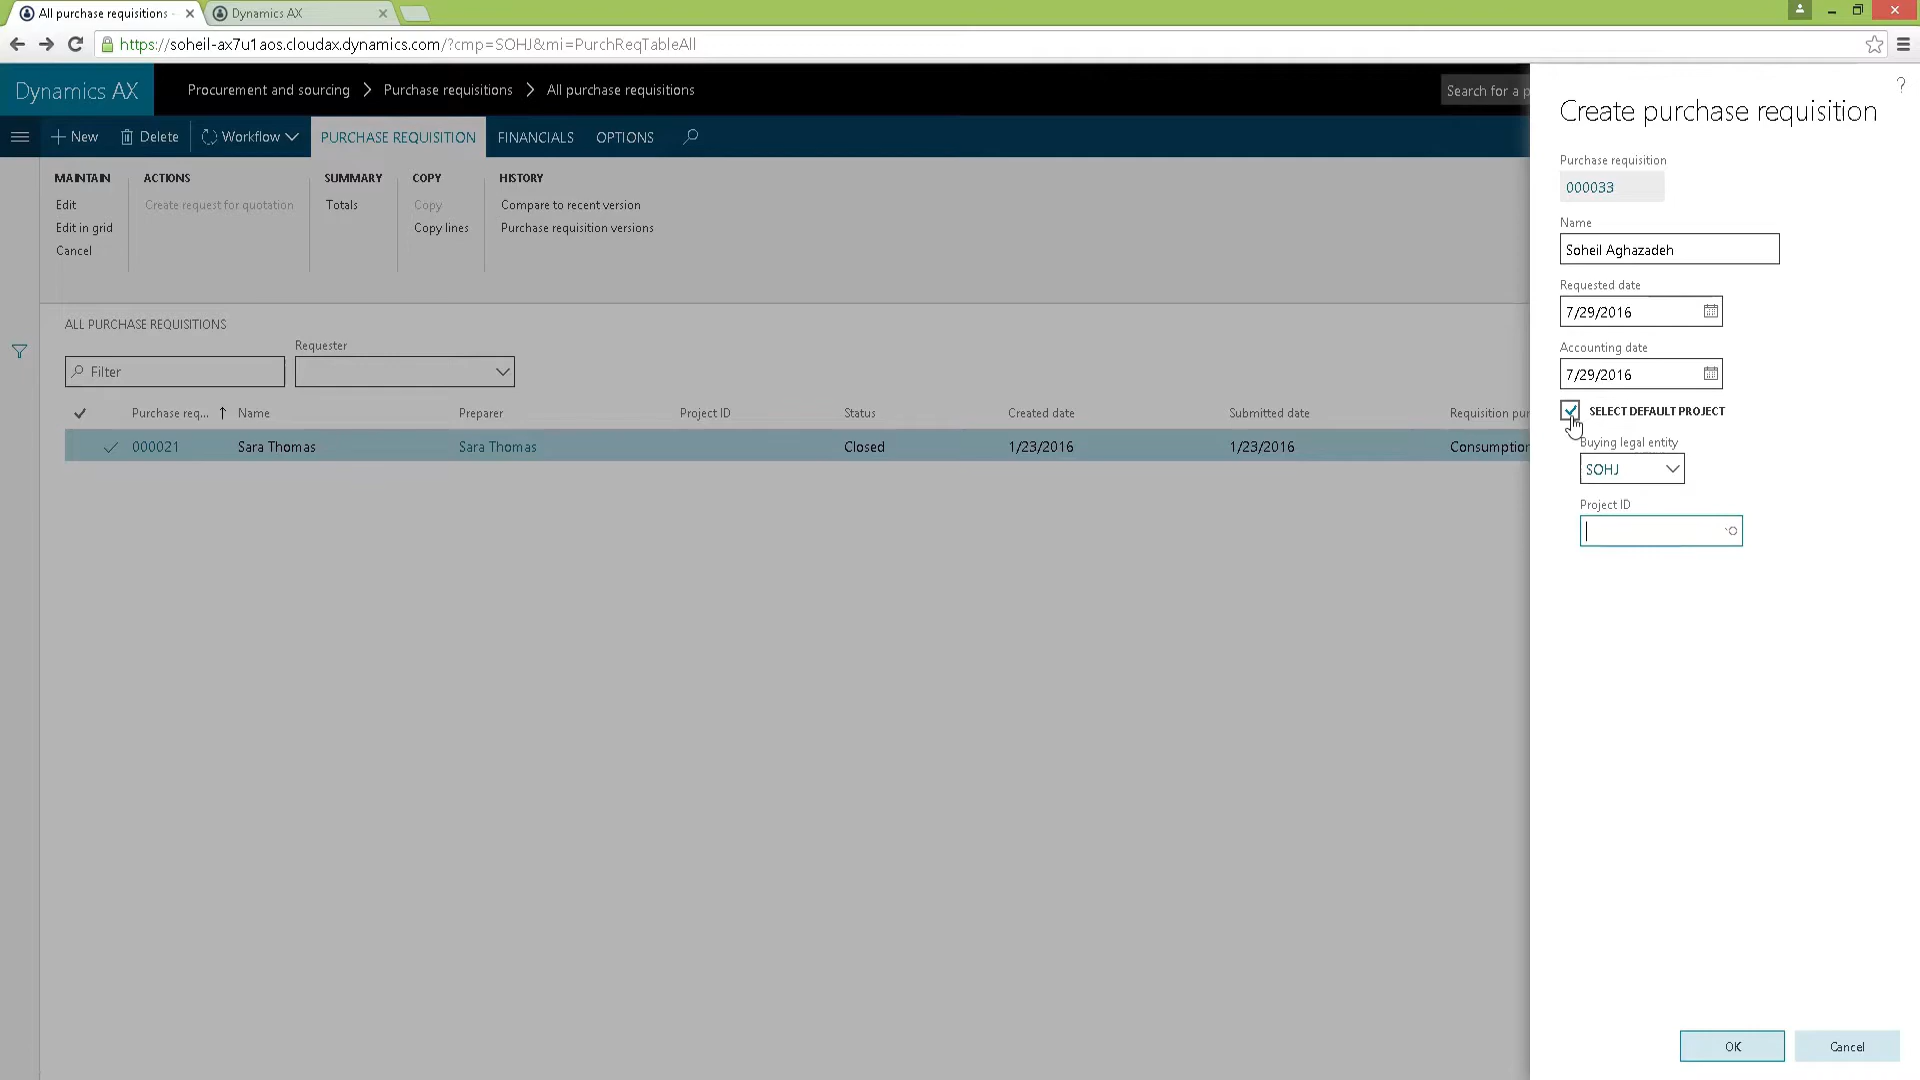 All purchase requisitions -
Dynamics AX
https://soheil-ax7u1aos.cloudax.dynamics.com/?cmp=SOHJ&mi=PurchReqTableAll
Dynamics AX
Procurement and sourcing > Purchase requisitions > All purchase requisitions
Search for a p
New
Delete
Workflow
PURCHASE REQUISITION
FINANCIALS
OPTIONS
MAINTAIN
Edit
Edit in grid
Cancel
ACTIONS
Create request for quotation
SUMMARY
Totals
COPY
Copy
Copy lines
HISTORY
Compare to recent version
Purchase requisition versions
ALL PURCHASE REQUISITIONS
Filter
Requester
Purchase req... Name Preparer Project ID Status Created date Submitted date Requisition pur
000021 Sara Thomas Sara Thomas Closed 1/23/2016 1/23/2016 Consumption
?
Create purchase requisition
Purchase requisition
000033
Name
Soheil Aghazadeh
Requested date
7/29/2016
Accounting date
7/29/2016
SELECT DEFAULT PROJECT
Buying legal entity
SOHJ
Project ID
OK
Cancel